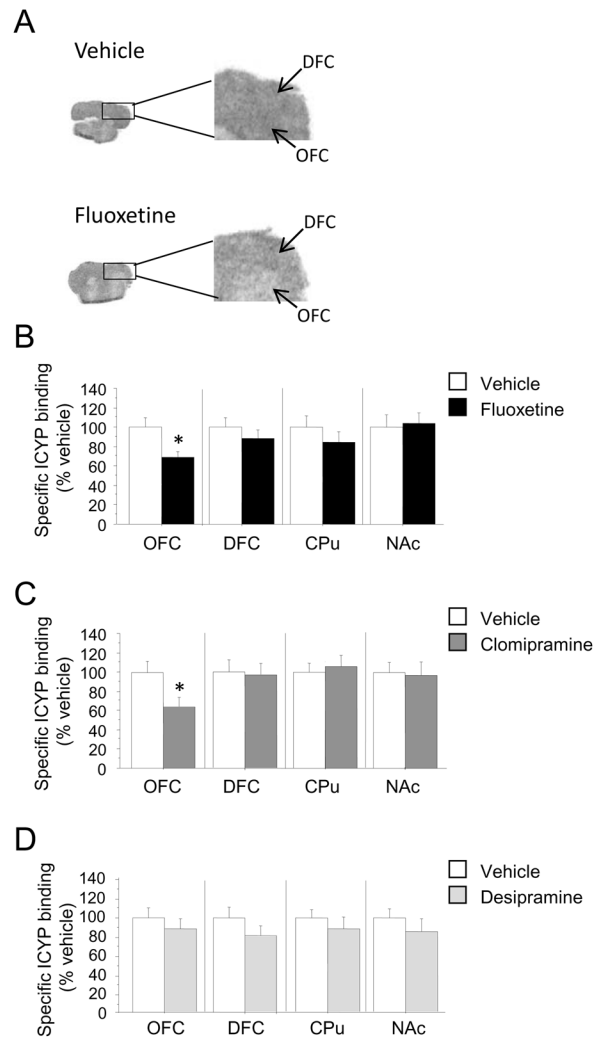 A
Vehicle
DFC
OFC
Fluoxetine
DFC
OFC
B
Specific ICYP binding
(% vehicle)
140
120
100
80
60
40
20
0
*
OFC
DFC
CPu
NAc
Vehicle
Fluoxetine
C
Specific ICYP binding
(% vehicle)
140
120
100
80
60
40
20
0
*
OFC
DFC
CPu
NAc
Vehicle
Clomipramine
D
Specific ICYP binding
(% vehicle)
140
120
100
80
60
40
20
0
OFC
DFC
CPu
NAc
Vehicle
Desipramine